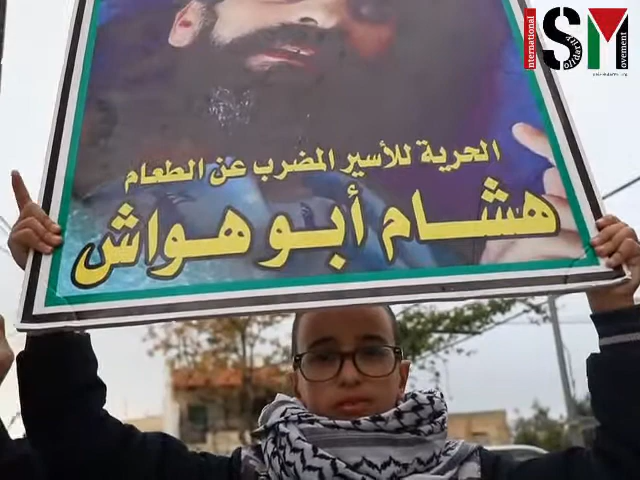 International
Solidarity
Movement
ISM
الحرية للأسير المضرب عن الطعام
هشام أبو هواش